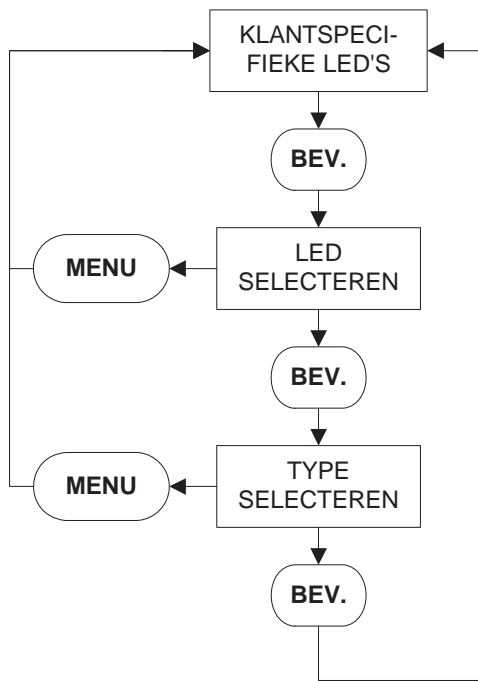 KLANTSPECI-
FIEKE LED'S
BEV.
LED
SELECTEREN
MENU
BEV.
TYPE
SELECTEREN
MENU
BEV.